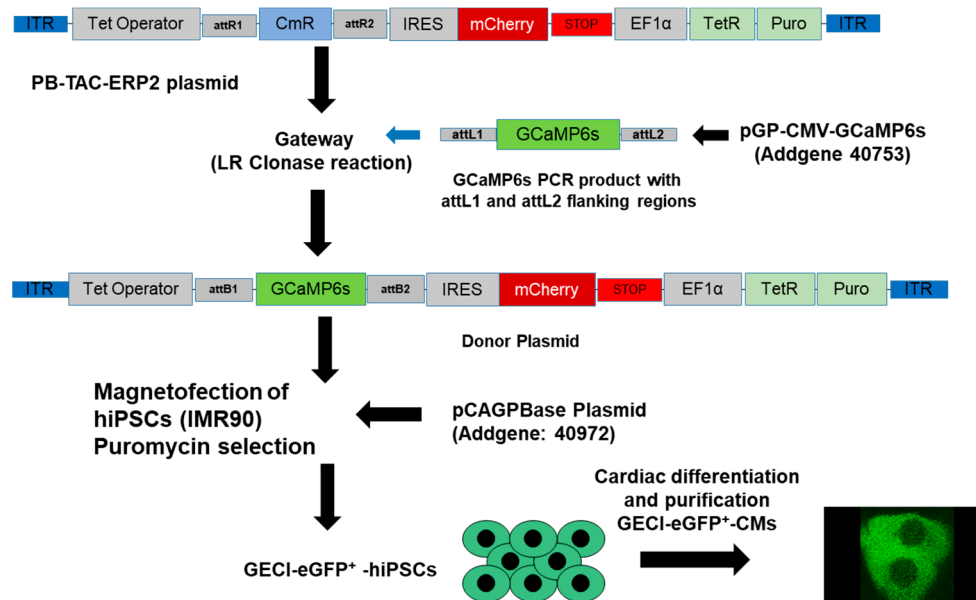 ITR Tet Operator attR1 CmR attR2 IRES mCherry STOP EF1α TetR Puro ITR
PB-TAC-ERP2 plasmid
Gateway
(LR Clonase reaction)
attL1 GCaMP6s attL2
pGP-CMV-GCaMP6s
(Addgene 40753)
GCaMP6s PCR product with
attL1 and attL2 flanking regions
ITR Tet Operator attB1 GCaMP6s attB2 IRES mCherry STOP EF1α TetR Puro ITR
Donor Plasmid
Magnetofection of
hiPSCs (IMR90)
Puromycin selection
pCAGPBase Plasmid
(Addgene: 40972)
Cardiac differentiation
and purification
GECI-eGFP⁺-CMs
GECI-eGFP⁺ -hiPSCs